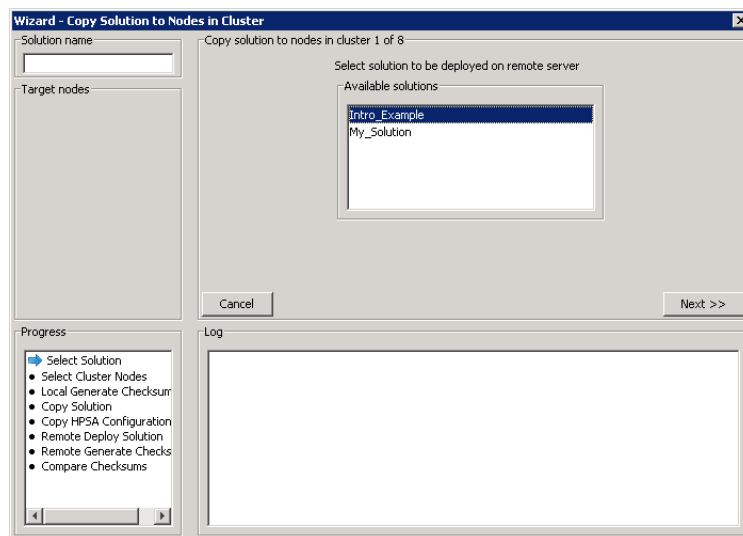 Wizard - Copy Solution to Nodes in Cluster
Solution name
Target nodes
Copy solution to nodes in cluster 1 of 8
Select solution to be deployed on remote server
Available solutions
Intro_Example
My_Solution
Cancel
Next >>
Progress
Select Solution
• Select Cluster Nodes
• Local Generate Checksum
• Copy Solution
• Copy HPSA Configuration
• Remote Deploy Solution
• Remote Generate Checks
• Compare Checksums
Log